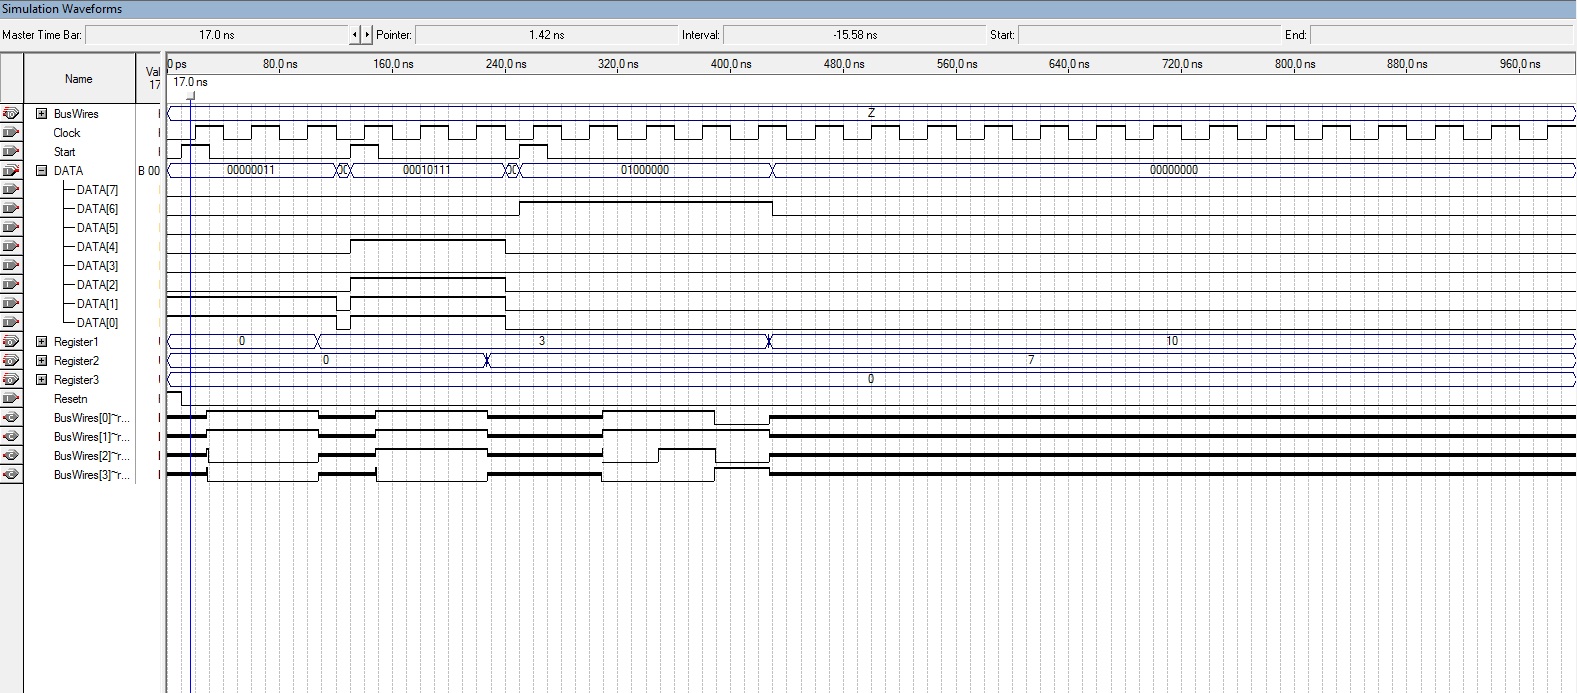 Simulation Waveforms
Master Time Bar: 17.0 ns Pointer: 1.42 ns Interval: -15.58 ns Start: End:
Name Val 17 0 ps 80.0 ns 160.0 ns 240.0 ns 320.0 ns 400.0 ns 480.0 ns 560.0 ns 640.0 ns 720.0 ns 800.0 ns 880.0 ns 960.0 ns
17.0 ns
BusWires Z
Clock
Start
DATA B 00 00000011 00010111 01000000 00000000
DATA[7]
DATA[6]
DATA[5]
DATA[4]
DATA[3]
DATA[2]
DATA[1]
DATA[0]
Register1 0 3 10
Register2 0 7
Register3 0
Resetn
BusWires[0]~r...
BusWires[1]~r...
BusWires[2]~r...
BusWires[3]~r...